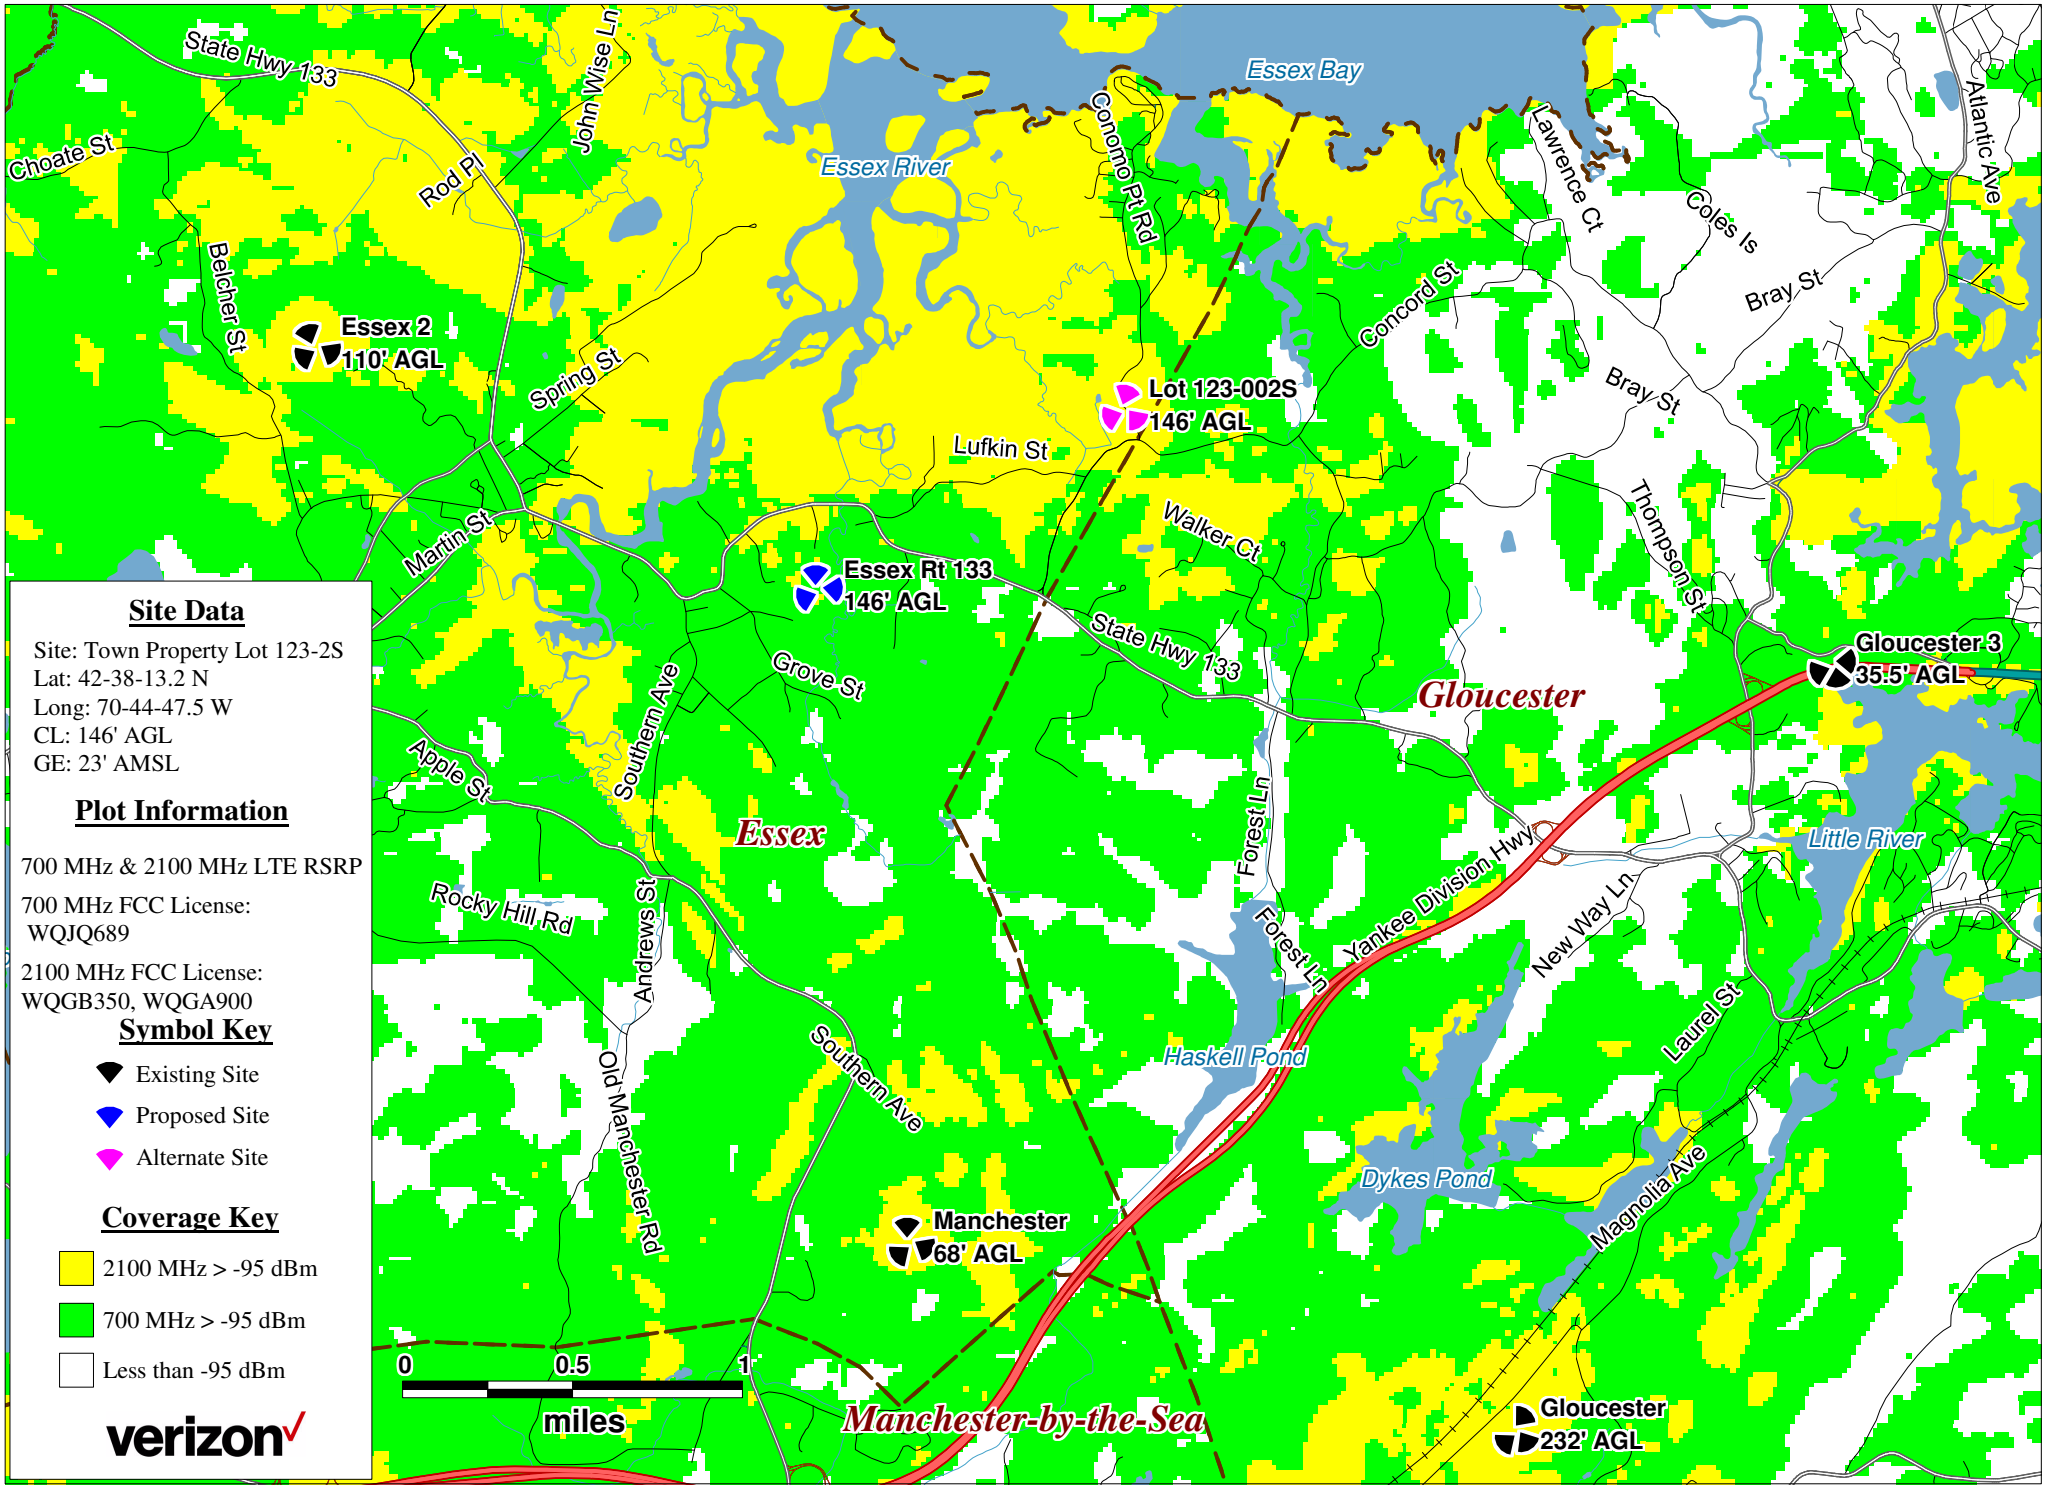 State Hwy 133
John Wise Ln
Essex Bay
Atlantic Ave
Choate St
Rod Pl
Essex River
Conomo Pt Rd
Lawrence Ct
Coles Is
Belcher St
Bray St
Concord St
Essex 2
110' AGL
Spring St
Lot 123-002S
146' AGL
Bray St
Lufkin St
Thompson St
Martin St
Walker Ct
Essex Rt 133
146' AGL
State Hwy 133
Gloucester 3
35.5' AGL
Grove St
Southern Ave
Gloucester
Apple St
Essex
Forest Ln
Little River
Yankee Division Hwy
Rocky Hill Rd
Andrews St
Forest Ln
New Way Ln
Laurel St
Southern Ave
Haskell Pond
Old Manchester Rd
Dykes Pond
Magnolia Ave
Manchester
68' AGL
Manchester-by-the-Sea
Gloucester
232' AGL
Site Data
Site: Town Property Lot 123-2S
Lat: 42-38-13.2 N
Long: 70-44-47.5 W
CL: 146' AGL
GE: 23' AMSL
Plot Information
700 MHz & 2100 MHz LTE RSRP
700 MHz FCC License:
WQJQ689
2100 MHz FCC License:
WQGB350, WQGA900
Symbol Key
Existing Site
Proposed Site
Alternate Site
Coverage Key
2100 MHz > -95 dBm
700 MHz > -95 dBm
Less than -95 dBm
verizon
0 0.5 1
miles